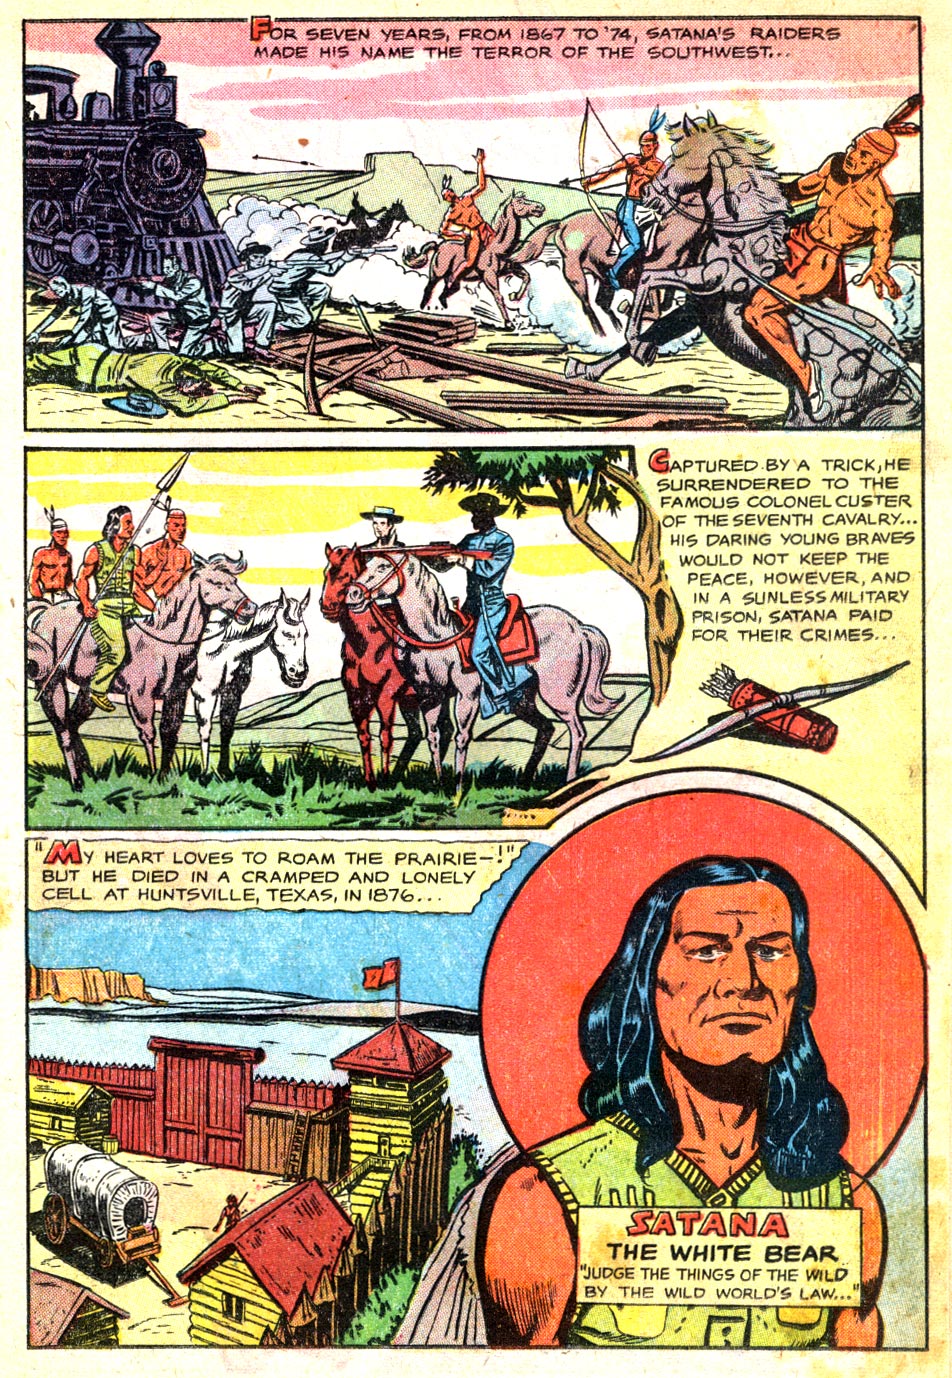 FOR SEVEN YEARS, FROM 1867 TO '74, SATANA'S RAIDERS
MADE HIS NAME THE TERROR OF THE SOUTHWEST...
CAPTURED BY A TRICK, HE
SURRENDERED TO THE
FAMOUS COLONEL CUSTER
OF THE SEVENTH CAVALRY...
HIS DARING YOUNG BRAVES
WOULD NOT KEEP THE
PEACE, HOWEVER, AND
IN A SUNLESS MILITARY
PRISON, SATANA PAID
FOR THEIR CRIMES...
"MY HEART LOVES TO ROAM THE PRAIRIE—!"
BUT HE DIED IN A CRAMPED AND LONELY
CELL AT HUNTSVILLE, TEXAS, IN 1876...
SATANA
THE WHITE BEAR
"JUDGE THE THINGS OF THE WILD
BY THE WILD WORLD'S LAW..."